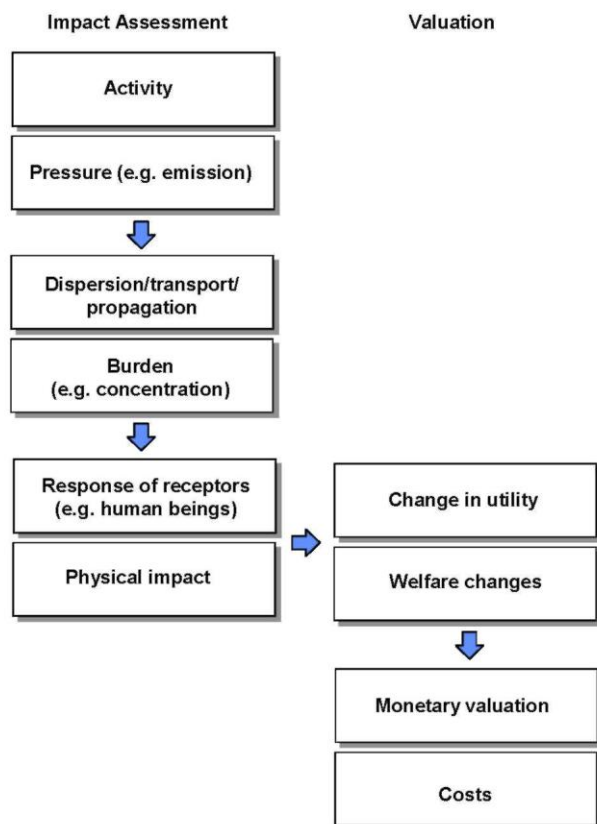 Impact Assessment
Valuation
Activity
Pressure (e.g. emission)
Dispersion/transport/
propagation
Burden
(e.g. concentration)
Response of receptors
(e.g. human beings)
Physical impact
Change in utility
Welfare changes
Monetary valuation
Costs